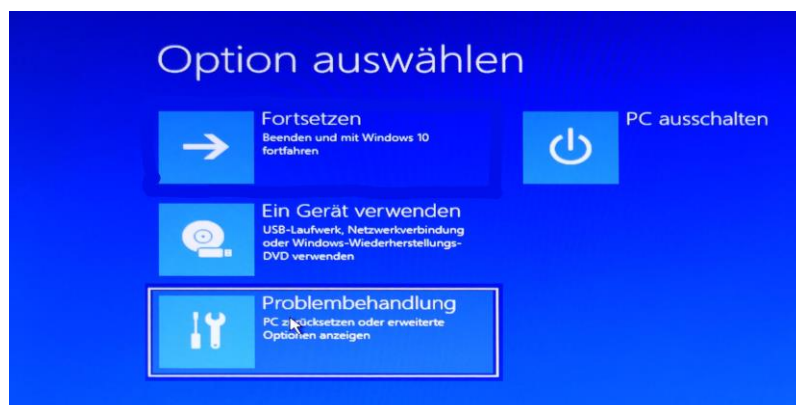 Option auswählen
Fortsetzen
Beenden und mit Windows 10
fortfahren
PC ausschalten
Ein Gerät verwenden
USB-Laufwerk, Netzwerkverbindung
oder Windows-Wiederherstellungs-
DVD verwenden
Problembehandlung
PC zurücksetzen oder erweiterte
Optionen anzeigen